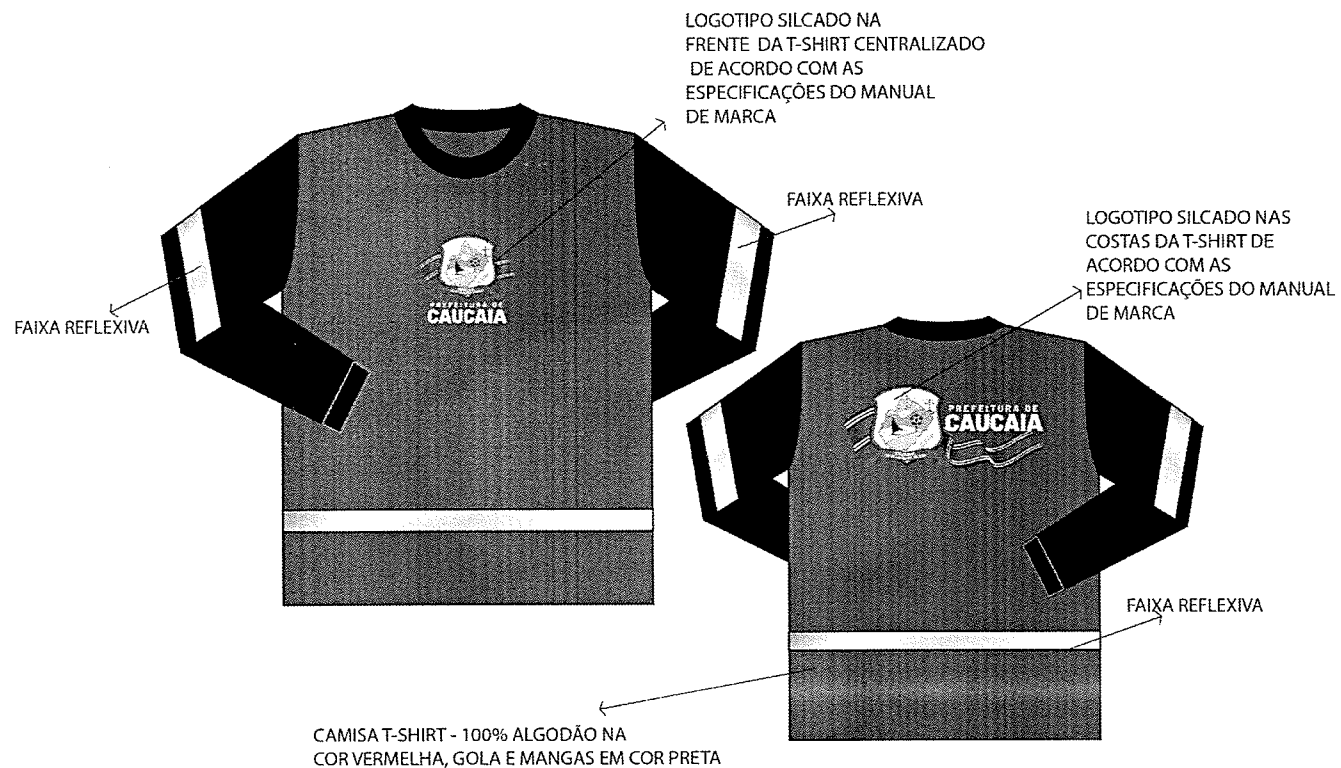 LOGOTIPO SILCADO NA
FRENTE DA T-SHIRT CENTRALIZADO
DE ACORDO COM AS
ESPECIFICAÇÕES DO MANUAL
DE MARCA
FAIXA REFLEXIVA
FAIXA REFLEXIVA
PREFEITURA DE
CAUCAIA
LOGOTIPO SILCADO NAS
COSTAS DA T-SHIRT DE
ACORDO COM AS
ESPECIFICAÇÕES DO MANUAL
DE MARCA
PREFEITURA DE
CAUCAIA
FAIXA REFLEXIVA
CAMISA T-SHIRT - 100% ALGODÃO NA
COR VERMELHA, GOLA E MANGAS EM COR PRETA